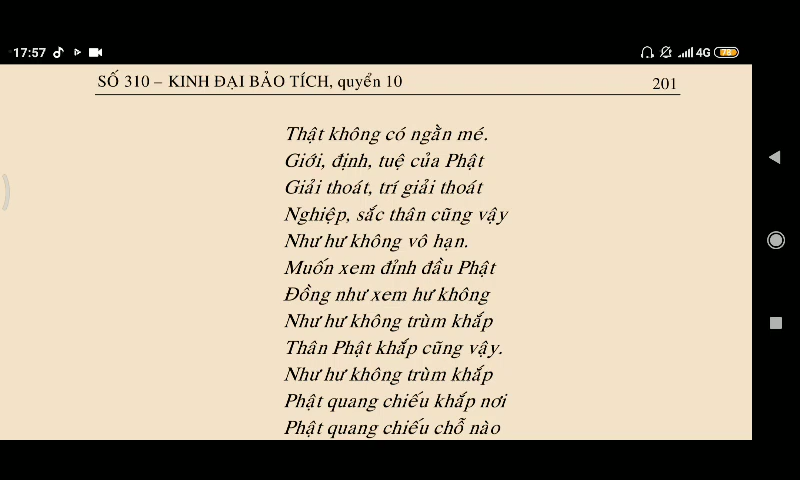 17:57
4G
78
SỐ 310 – KINH ĐẠI BẢO TÍCH, quyển 10
201
Thật không có ngằn mé.
Giới, định, tuệ của Phật
Giải thoát, trí giải thoát
Nghiệp, sắc thân cũng vậy
Như hư không vô hạn.
Muốn xem đỉnh đầu Phật
Đồng như xem hư không
Như hư không trùm khắp
Thân Phật khắp cũng vậy.
Như hư không trùm khắp
Phật quang chiếu khắp nơi
Phật quang chiếu chỗ nào